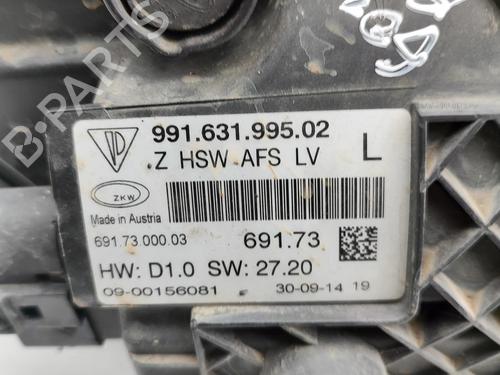 991.631.995.02
Z HSW AFS LV L
ZKW
Made in Austria
691.73.000.03 691.73
HW: D1.0 SW: 27.20
09-00156081 30-09-14 19